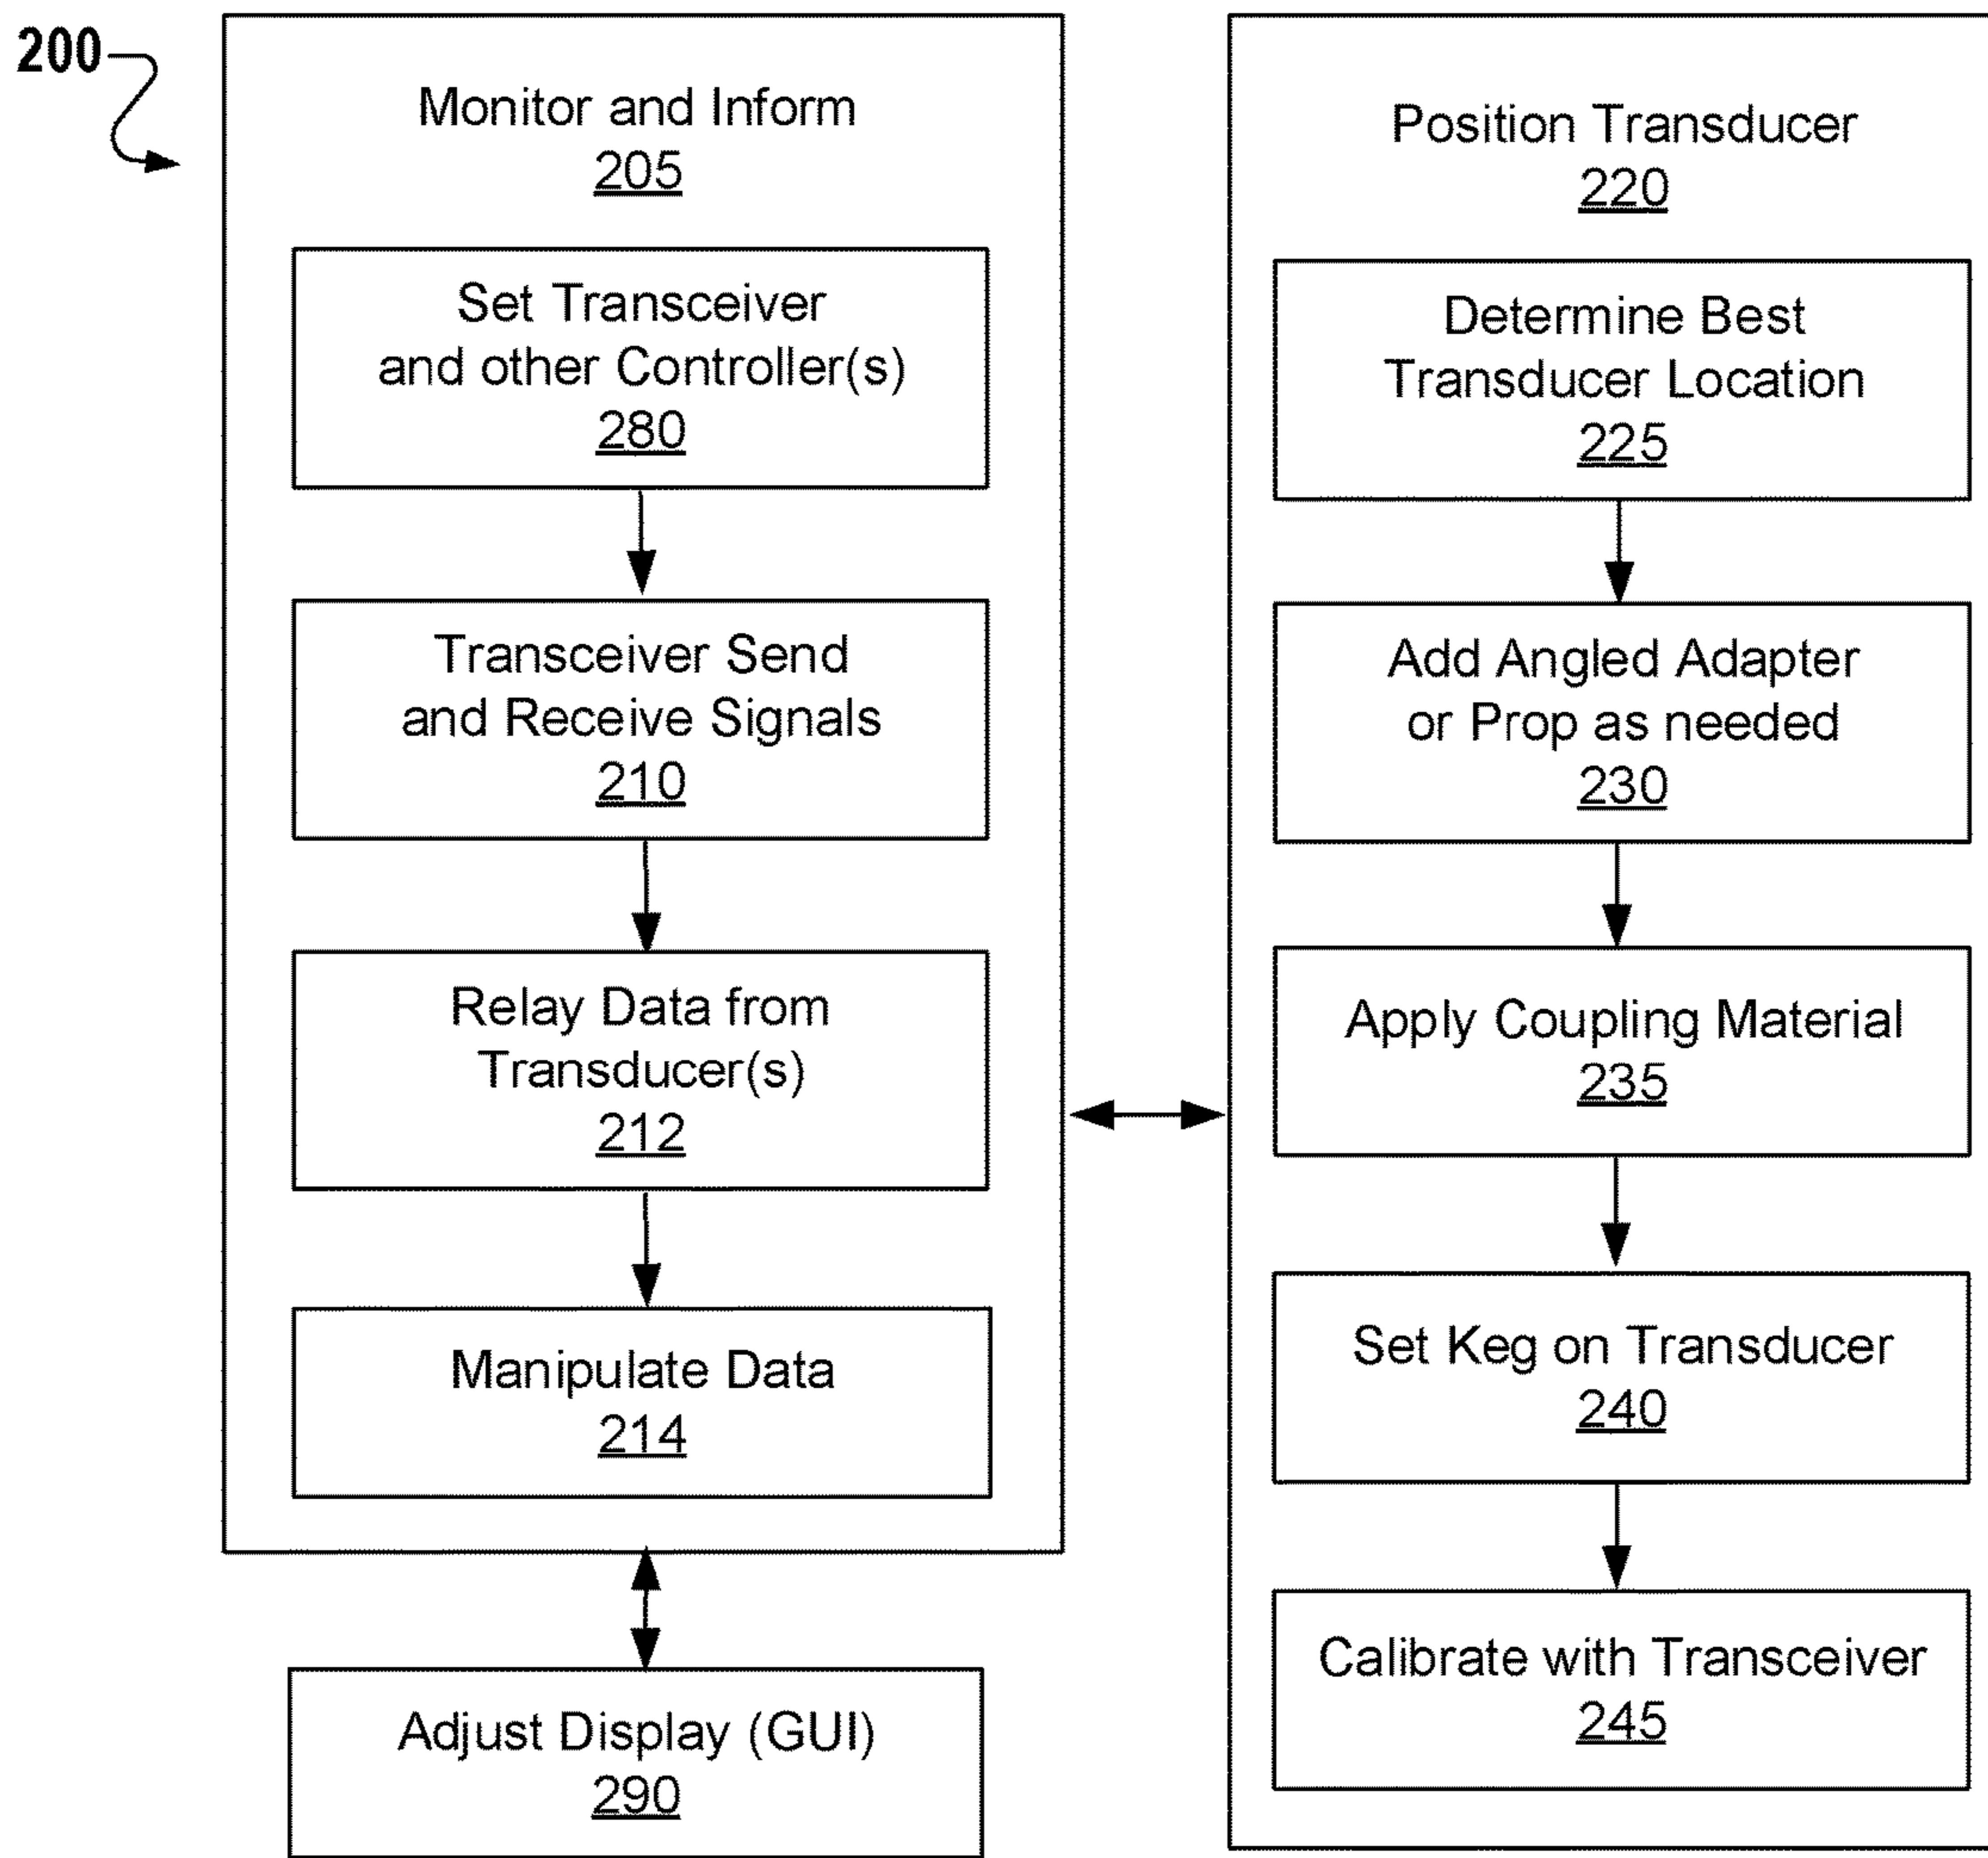 200
Monitor and Inform
205
Set Transceiver
and other Controller(s)
280
Transceiver Send
and Receive Signals
210
Relay Data from
Transducer(s)
212
Manipulate Data
214
Adjust Display (GUI)
290
Position Transducer
220
Determine Best
Transducer Location
225
Add Angled Adapter
or Prop as needed
230
Apply Coupling Material
235
Set Keg on Transducer
240
Calibrate with Transceiver
245